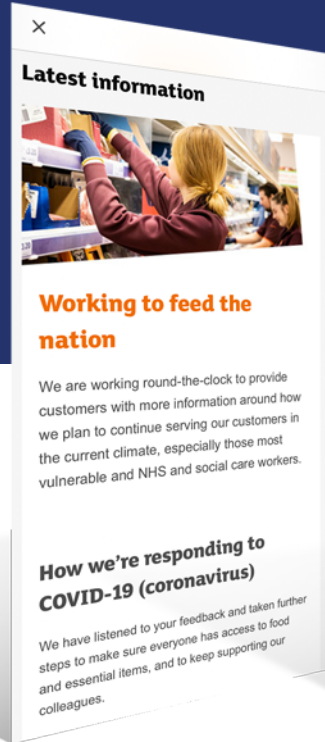 Latest information
Working to feed the
nation
We are working round-the-clock to provide
customers with more information around how
we plan to continue serving our customers in
the current climate, especially those most
vulnerable and NHS and social care workers.
How we're responding to
COVID-19 (coronavirus)
We have listened to your feedback and taken further
steps to make sure everyone has access to food
and essential items, and to keep supporting our
colleagues.